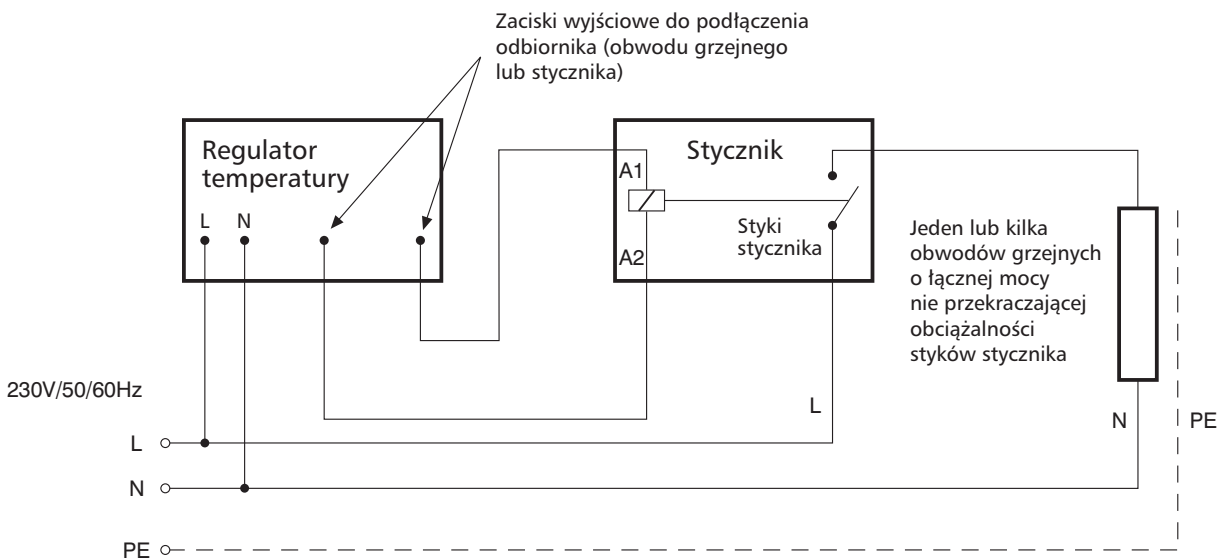 Zaciski wyjściowe do podłączenia
odbiornika (obwodu grzejnego
lub stycznika)
Regulator
temperatury
L N
Stycznik
A1
A2
Styki
stycznika
Jeden lub kilka
obwodów grzejnych
o łącznej mocy
nie przekraczającej
obciążalności
styków stycznika
230V/50/60Hz
L
N
PE
L
N
PE